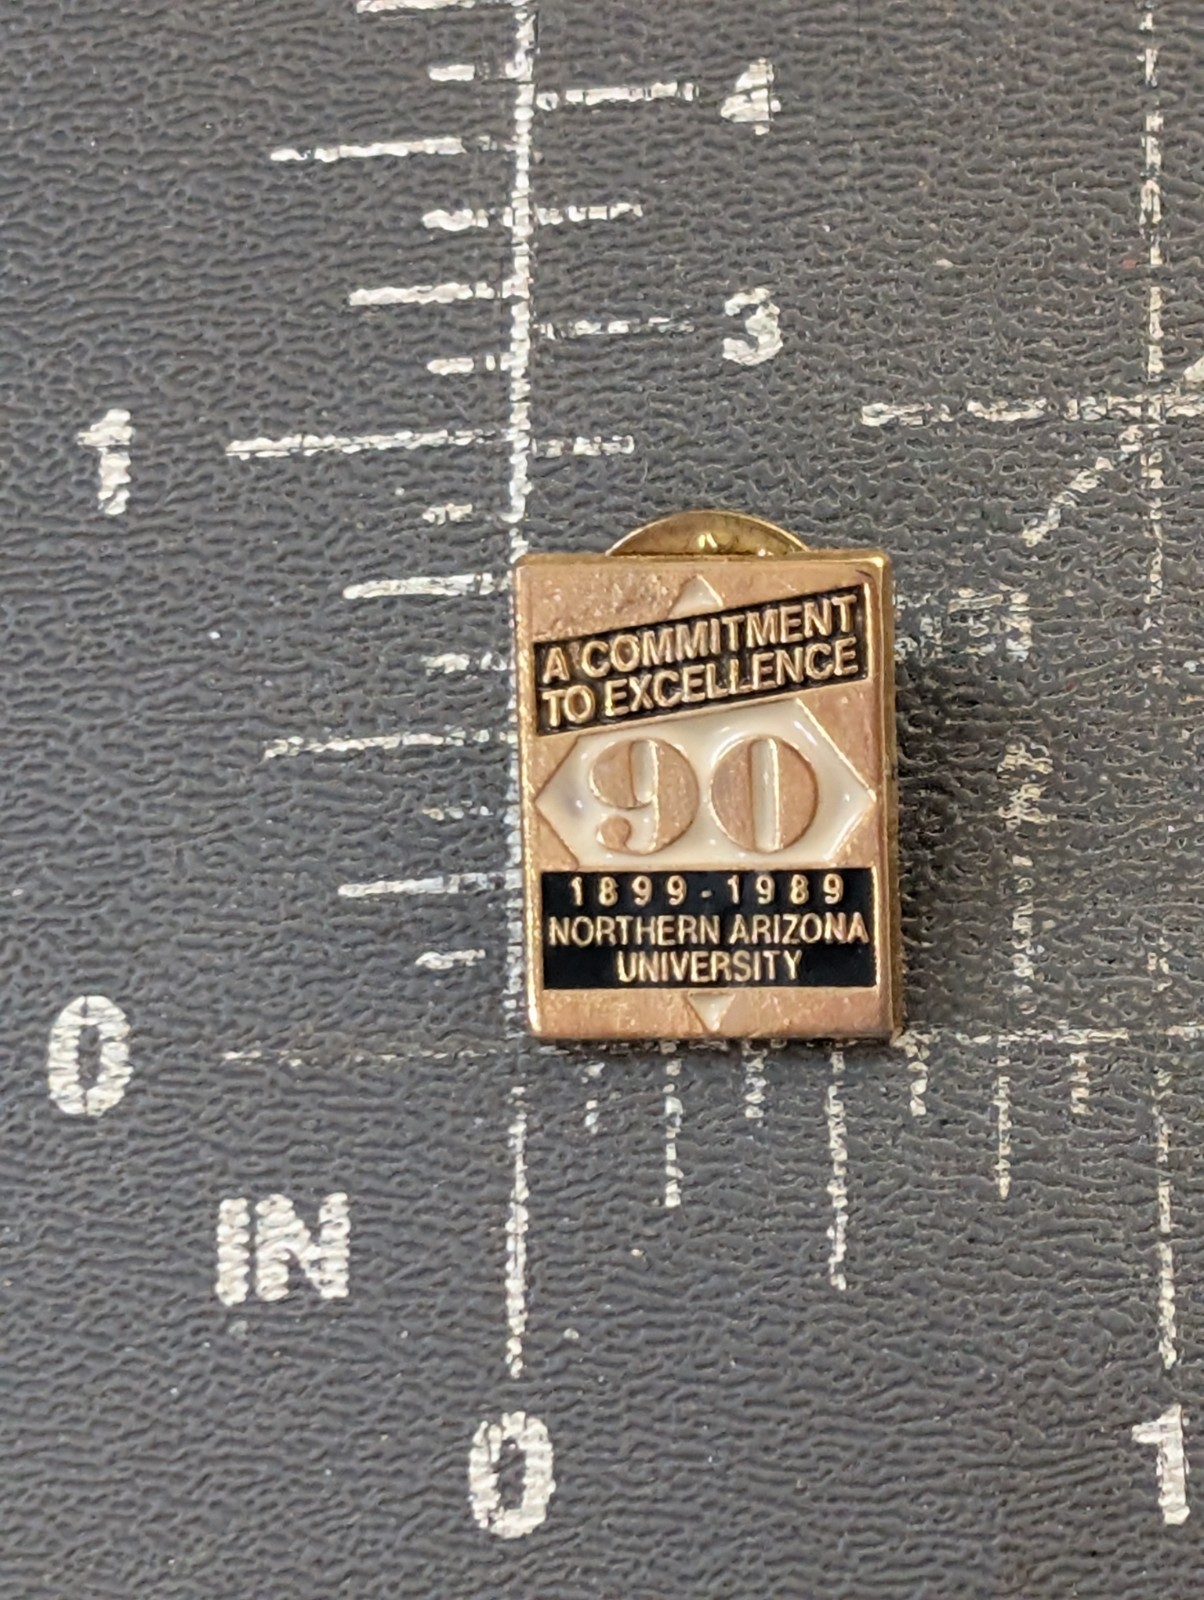 4
3
1
A COMMITMENT
TO EXCELLENCE
90
1899-1989
NORTHERN ARIZONA
UNIVERSITY
0
IN
0
1